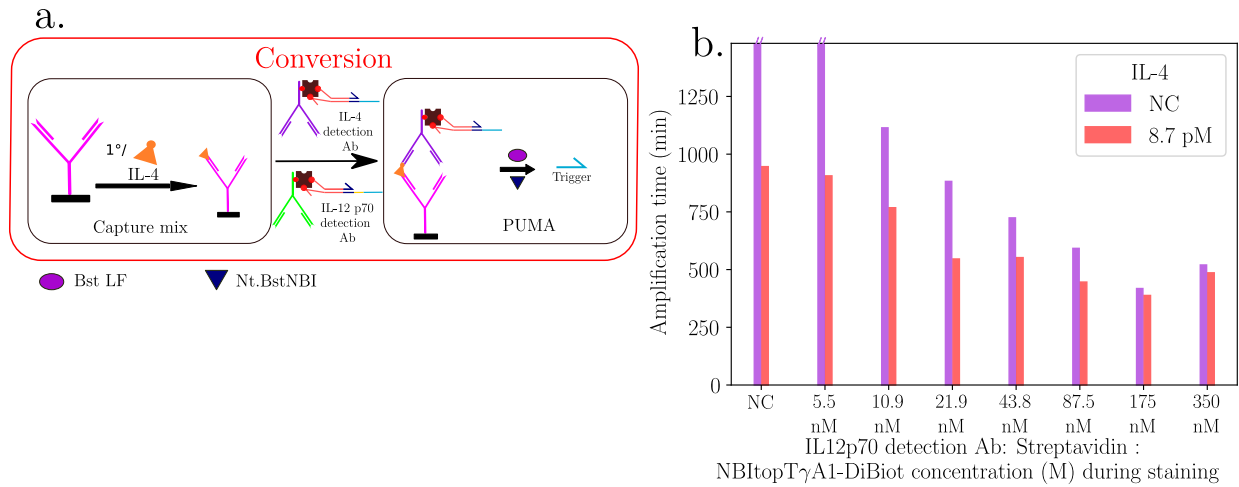 a.
Conversion
1°/
IL-4
Capture mix
IL-4
detection
Ab
IL-12 p70
detection
Ab
Trigger
PUMA
Bst LF
Nt.BstNBI
b.
Amplification time (min)
1250
1000
750
500
250
0
IL-4
NC
8.7 pM
NC
5.5
nM
10.9
nM
21.9
nM
43.8
nM
87.5
nM
175
nM
350
nM
IL12p70 detection Ab: Streptavidin :
NBItopTγA1-DiBiot concentration (M) during staining